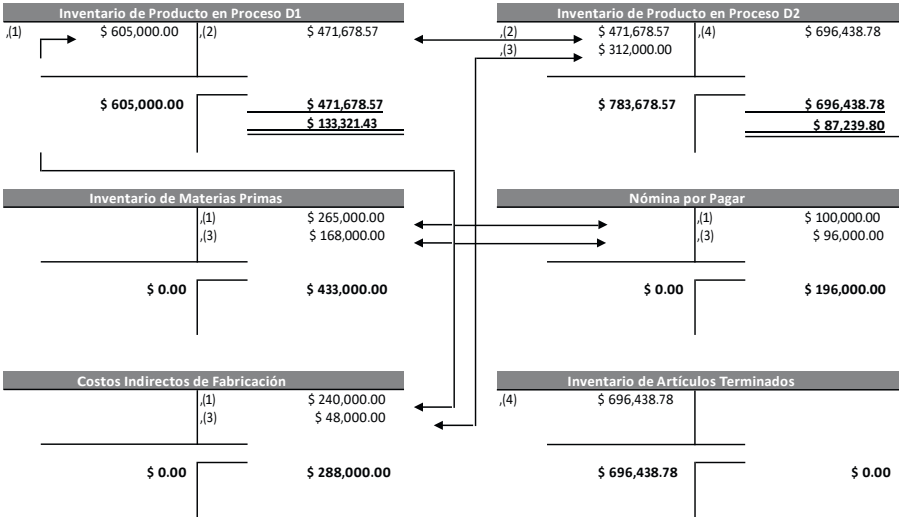 Inventario de Producto en Proceso D1
,(1) $ 605,000.00 ,(2) $ 471,678.57
$ 605,000.00 $ 471,678.57
$ 133,321.43
Inventario de Producto en Proceso D2
,(2) $ 471,678.57 ,(4) $ 696,438.78
,(3) $ 312,000.00
$ 783,678.57 $ 696,438.78
$ 87,239.80
Inventario de Materias Primas
,(1) $ 265,000.00
,(3) $ 168,000.00
$ 0.00 $ 433,000.00
Nómina por Pagar
,(1) $ 100,000.00
,(3) $ 96,000.00
$ 0.00 $ 196,000.00
Costos Indirectos de Fabricación
,(1) $ 240,000.00
,(3) $ 48,000.00
$ 0.00 $ 288,000.00
Inventario de Artículos Terminados
,(4) $ 696,438.78
$ 696,438.78 $ 0.00